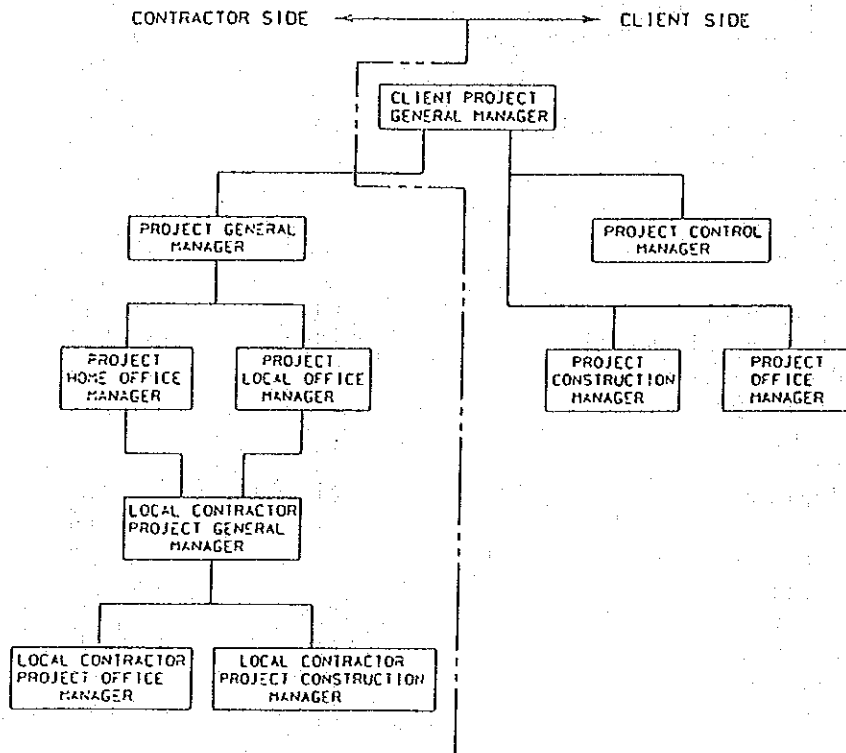 CONTRACTOR SIDE
CLIENT SIDE
CLIENT PROJECT
GENERAL MANAGER
PROJECT GENERAL
MANAGER
PROJECT CONTROL
MANAGER
PROJECT
HOME OFFICE
MANAGER
PROJECT
LOCAL OFFICE
MANAGER
PROJECT
CONSTRUCTION
MANAGER
PROJECT
OFFICE
MANAGER
LOCAL CONTRACTOR
PROJECT GENERAL
MANAGER
LOCAL CONTRACTOR
PROJECT OFFICE
MANAGER
LOCAL CONTRACTOR
PROJECT CONSTRUCTION
MANAGER